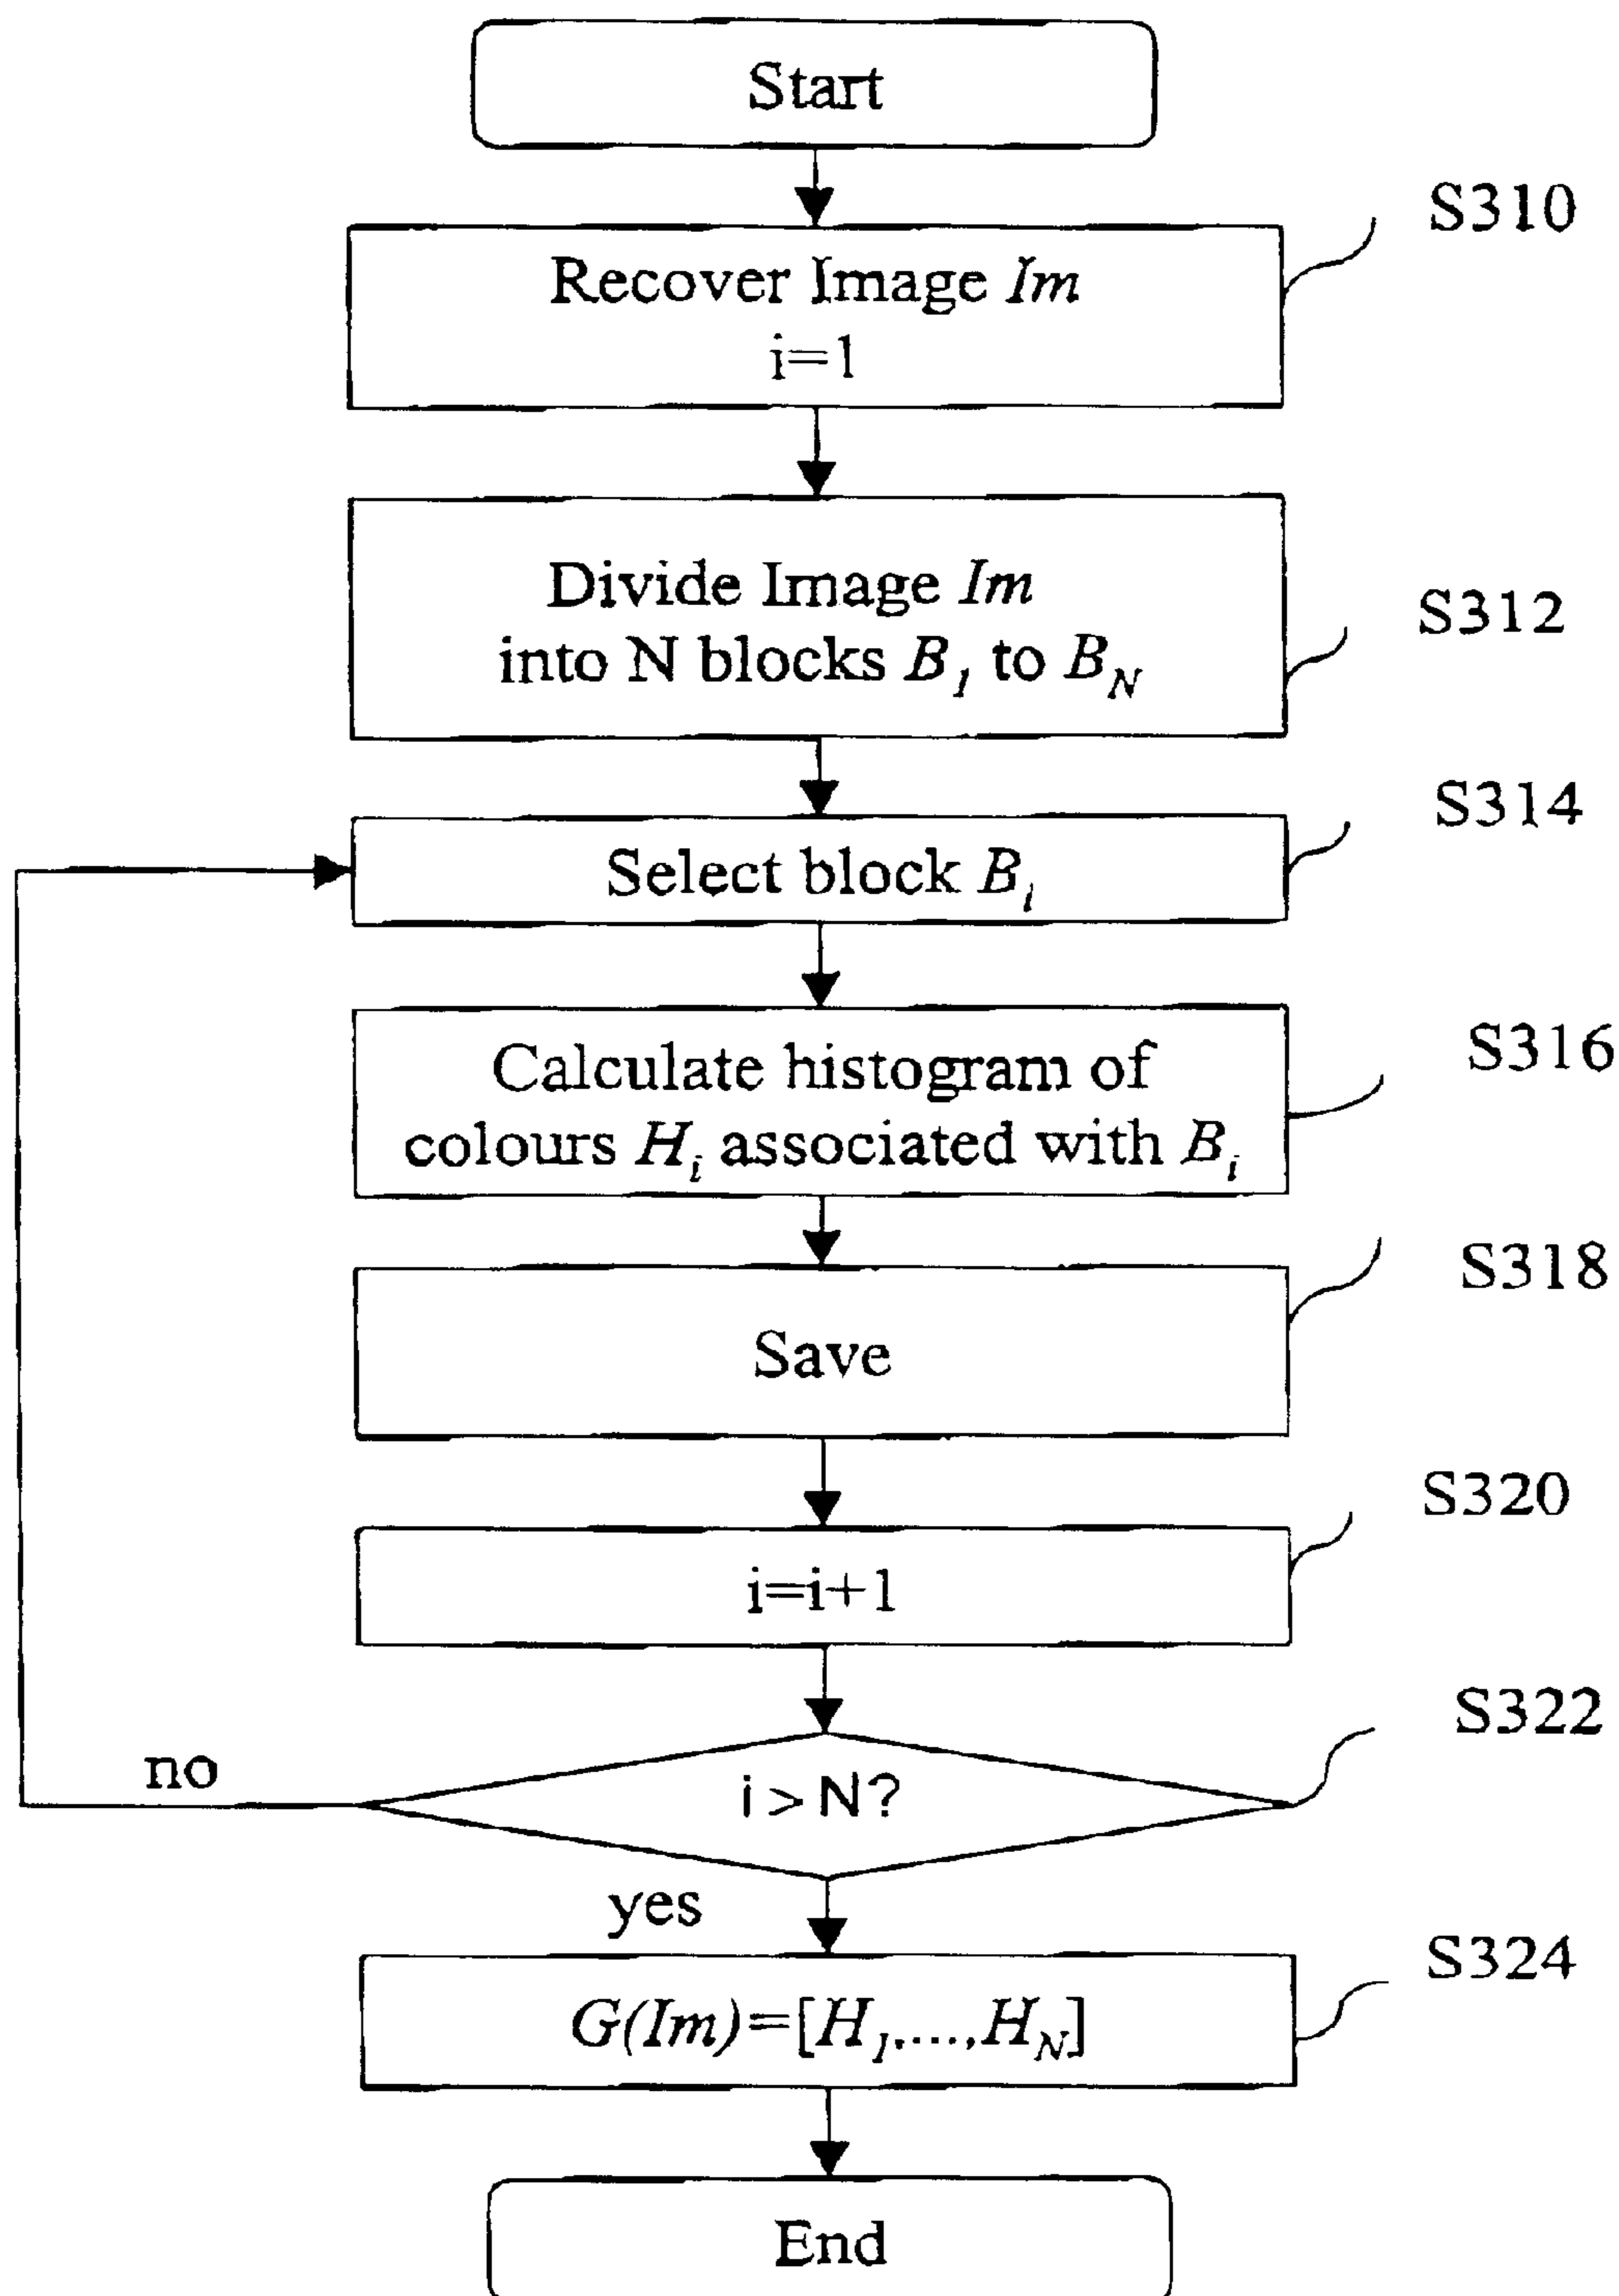 Start
S310
Recover Image Im
i=1
S312
Divide Image Im
into N blocks B1 to BN
S314
Select block Bi
S316
Calculate histogram of
colours Hi associated with Bi
S318
Save
S320
i=i+1
S322
no
i > N?
yes
S324
G(Im)=[H1,...,HN]
End